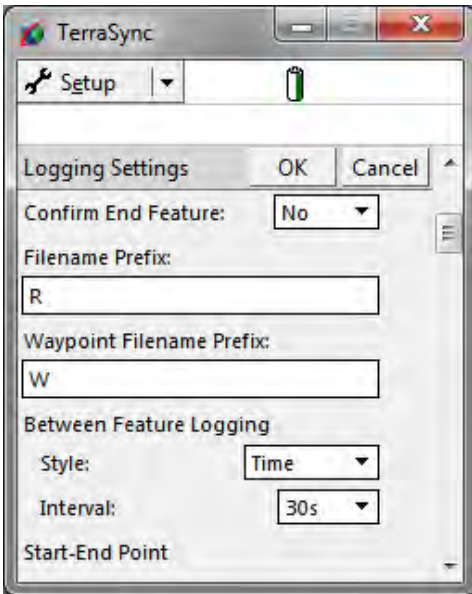 TerraSync
Setup
Logging Settings OK Cancel
Confirm End Feature: No
Filename Prefix:
R
Waypoint Filename Prefix:
W
Between Feature Logging
Style: Time
Interval: 30s
Start-End Point